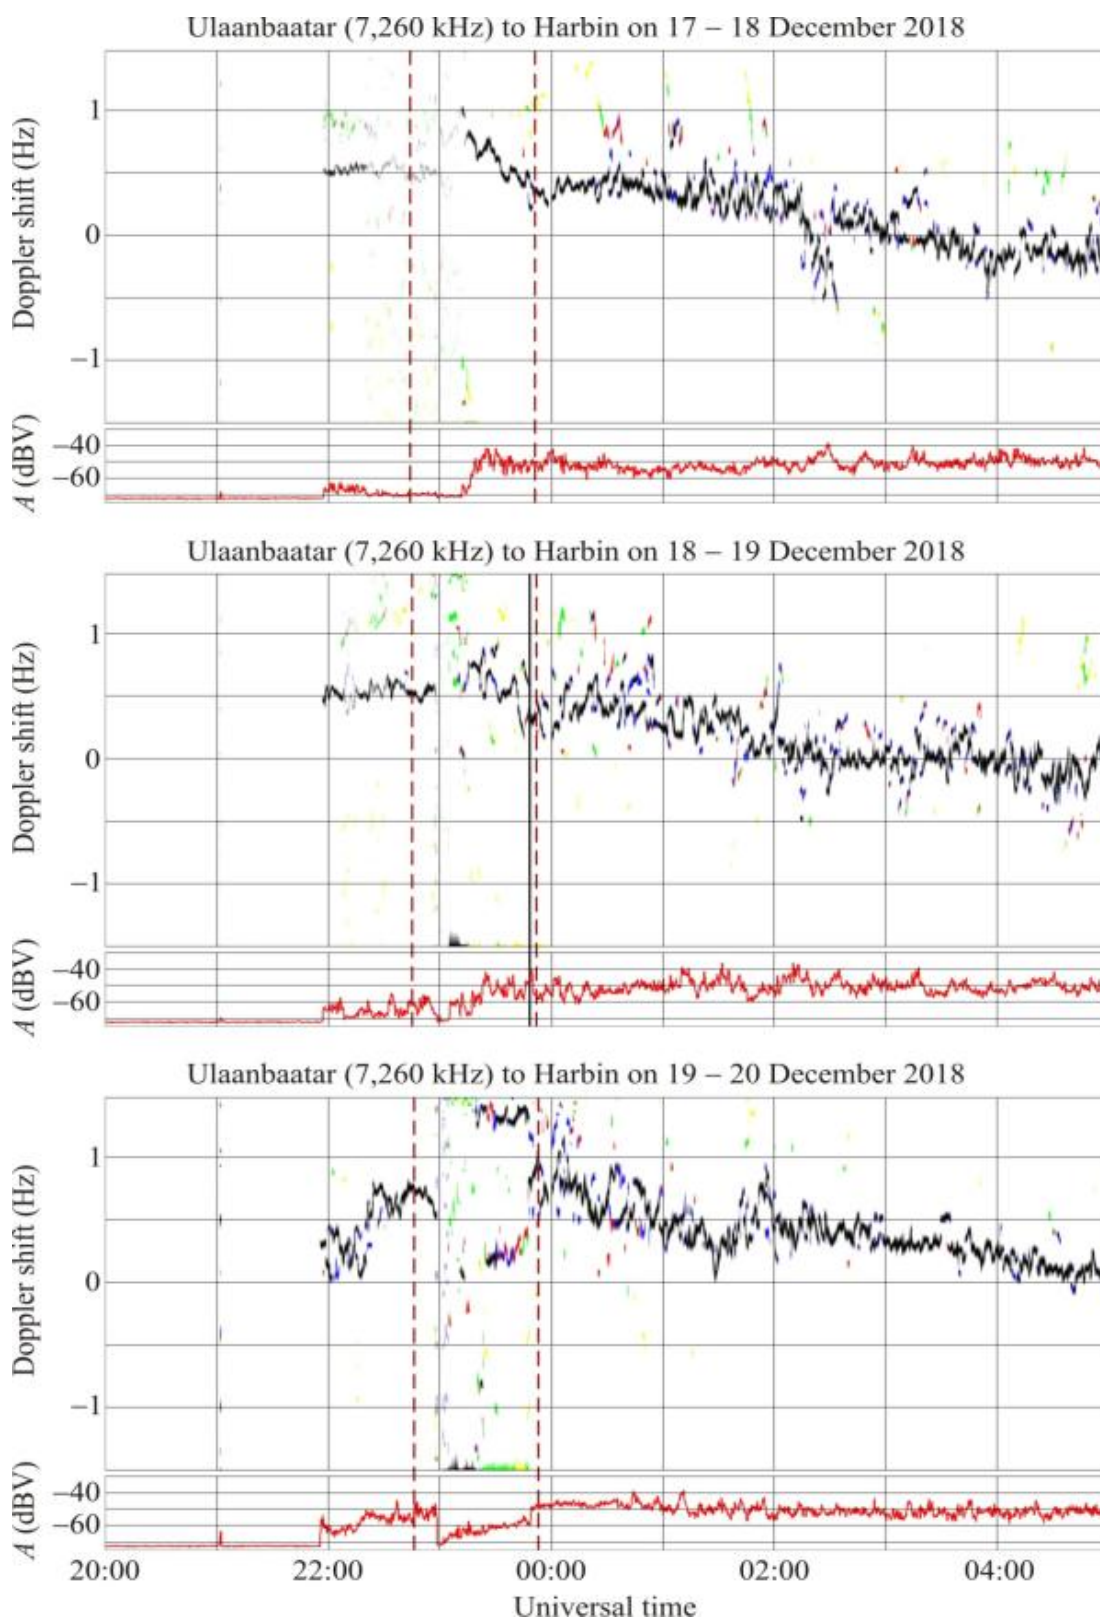 Ulaanbaatar (7,260 kHz) to Harbin on 17 – 18 December 2018
Doppler shift (Hz)
1
0
−1
A (dBV)
−40
−60
Ulaanbaatar (7,260 kHz) to Harbin on 18 – 19 December 2018
Doppler shift (Hz)
1
0
−1
A (dBV)
−40
−60
Ulaanbaatar (7,260 kHz) to Harbin on 19 – 20 December 2018
Doppler shift (Hz)
1
0
−1
A (dBV)
−40
−60
20:00 22:00 00:00 02:00 04:00
Universal time